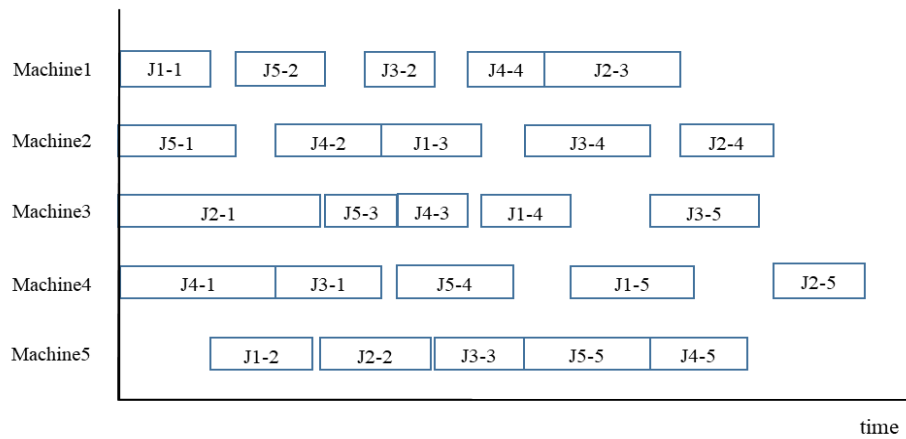 Machine1 J1-1 J5-2 J3-2 J4-4 J2-3
Machine2 J5-1 J4-2 J1-3 J3-4 J2-4
Machine3 J2-1 J5-3 J4-3 J1-4 J3-5
Machine4 J4-1 J3-1 J5-4 J1-5 J2-5
Machine5 J1-2 J2-2 J3-3 J5-5 J4-5
time